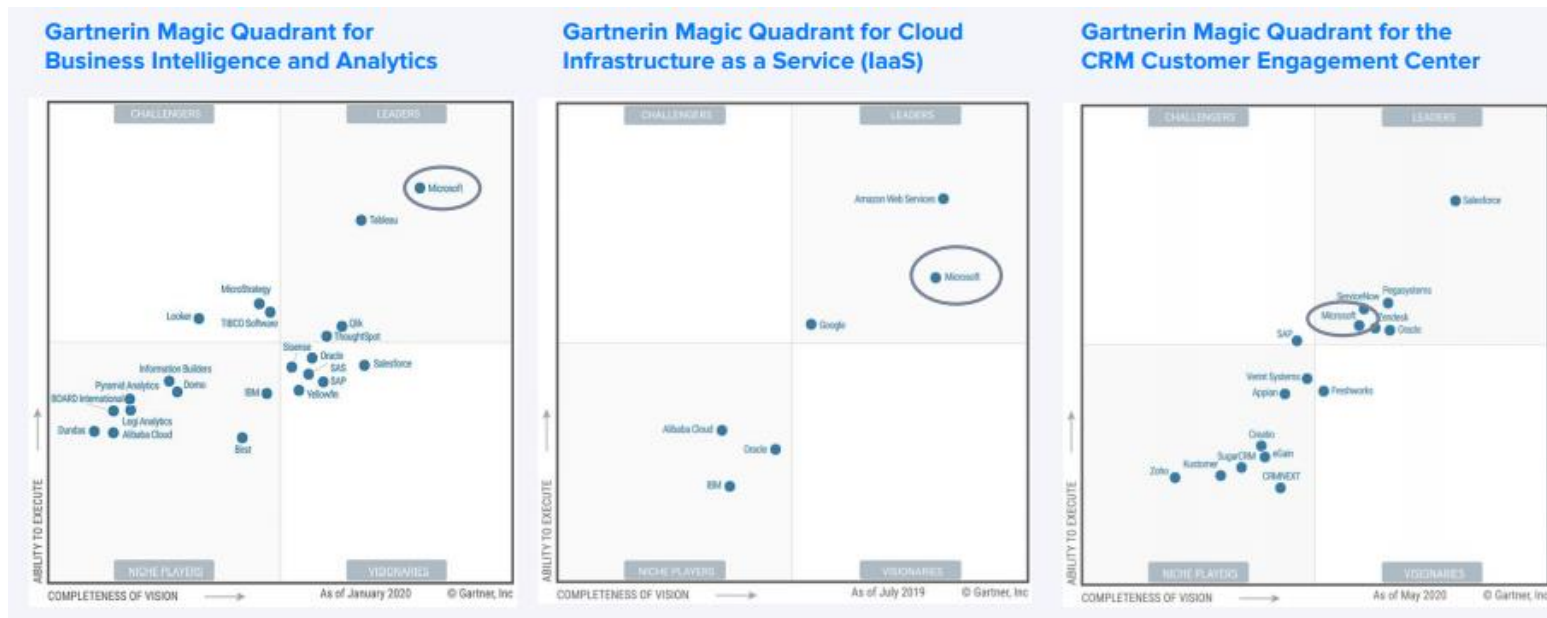 Gartnerin Magic Quadrant for
Business Intelligence and Analytics
CHALLENGERS
LEADERS
Microsoft
Tableau
MicroStrategy
Looker
TIBCO Software
Qlik
ThoughtSpot
Sisense
Oracle
SAS
Salesforce
SAP
Information Builders
Pyramid Analytics
Domo
IBM
Yellowfin
BOARD International
Logi Analytics
Dundas
Alibaba Cloud
Birst
ABILITY TO EXECUTE
NICHE PLAYERS
VISIONARIES
COMPLETENESS OF VISION
As of January 2020
© Gartner, Inc
Gartnerin Magic Quadrant for Cloud
Infrastructure as a Service (IaaS)
CHALLENGERS
LEADERS
Amazon Web Services
Microsoft
Google
Alibaba Cloud
Oracle
IBM
ABILITY TO EXECUTE
NICHE PLAYERS
VISIONARIES
COMPLETENESS OF VISION
As of July 2019
© Gartner, Inc
Gartnerin Magic Quadrant for the
CRM Customer Engagement Center
CHALLENGERS
LEADERS
Salesforce
Pegasystems
ServiceNow
Microsoft
Zendesk
Oracle
SAP
Verint Systems
Appian
Freshworks
Creatio
SugarCRM
eGain
Kustomer
Zoho
CRMNEXT
ABILITY TO EXECUTE
NICHE PLAYERS
VISIONARIES
COMPLETENESS OF VISION
As of May 2020
© Gartner, Inc